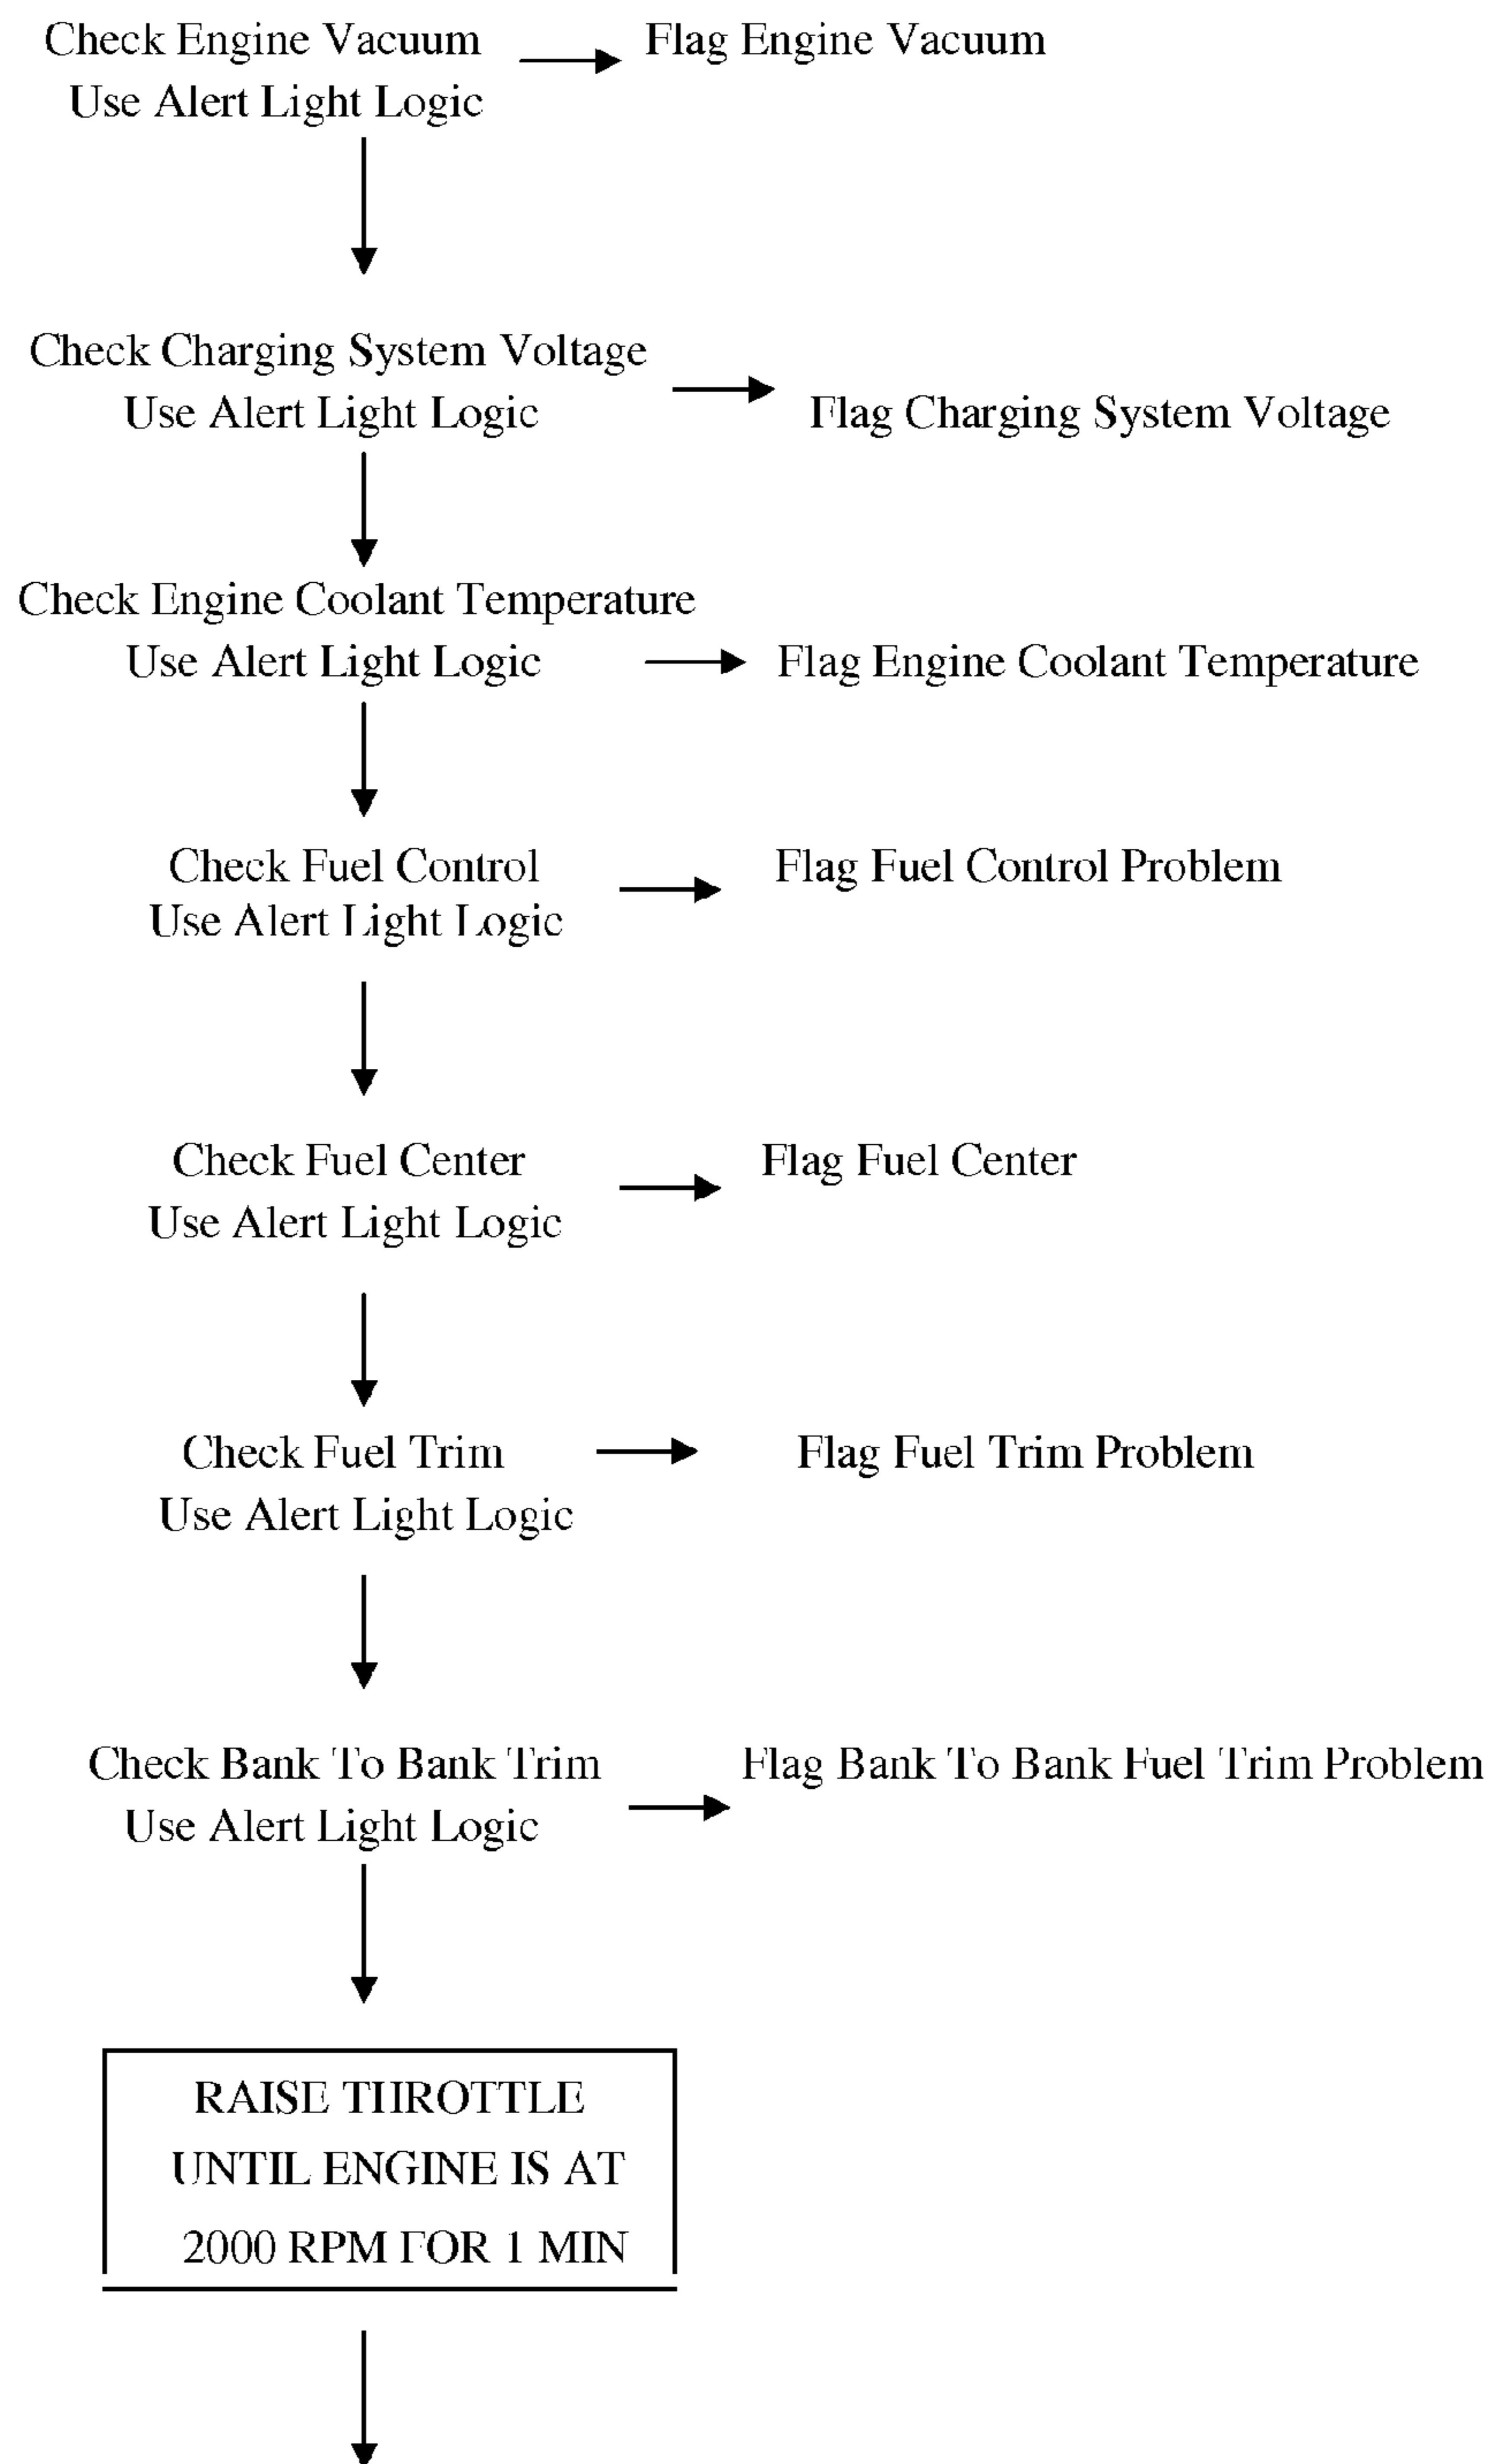 Check Engine Vacuum
Use Alert Light Logic
Flag Engine Vacuum
Check Charging System Voltage
Use Alert Light Logic
Flag Charging System Voltage
Check Engine Coolant Temperature
Use Alert Light Logic
Flag Engine Coolant Temperature
Check Fuel Control
Use Alert Light Logic
Flag Fuel Control Problem
Check Fuel Center
Use Alert Light Logic
Flag Fuel Center
Check Fuel Trim
Use Alert Light Logic
Flag Fuel Trim Problem
Check Bank To Bank Trim
Use Alert Light Logic
Flag Bank To Bank Fuel Trim Problem
RAISE THROTTLE
UNTIL ENGINE IS AT
2000 RPM FOR 1 MIN